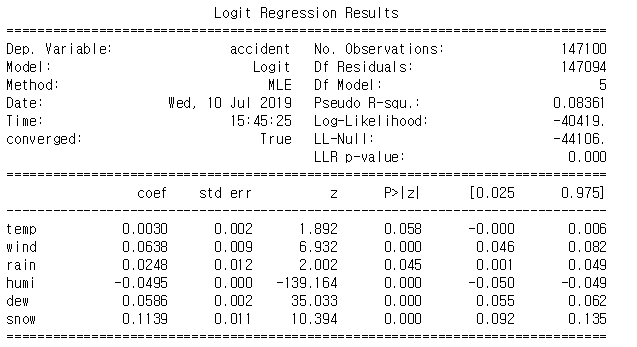 Logit Regression Results
==============================================================================
Dep. Variable: accident No. Observations: 147100
Model: Logit Df Residuals: 147094
Method: MLE Df Model: 5
Date: Wed, 10 Jul 2019 Pseudo R-squ.: 0.08361
Time: 15:45:25 Log-Likelihood: -40419.
converged: True LL-Null: -44106.
LLR p-value: 0.000
==============================================================================
coef std err z P>|z| [0.025 0.975]
------------------------------------------------------------------------------
temp 0.0030 0.002 1.892 0.058 -0.000 0.006
wind 0.0638 0.009 6.932 0.000 0.046 0.082
rain 0.0248 0.012 2.002 0.045 0.001 0.049
humi -0.0495 0.000 -139.164 0.000 -0.050 -0.049
dew 0.0586 0.002 35.033 0.000 0.055 0.062
snow 0.1139 0.011 10.394 0.000 0.092 0.135
==============================================================================